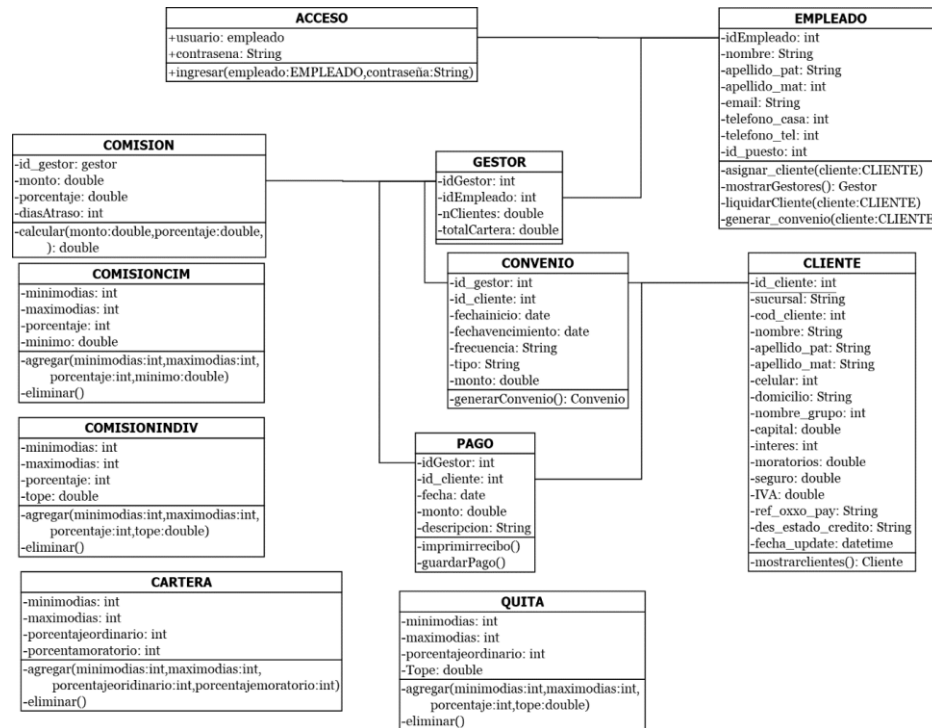 ACCESO
+usuario: empleado
+contrasena: String
+ingresar(empleado:EMPLEADO,contraseña:String)
EMPLEADO
-idEmpleado: int
-nombre: String
-apellido_pat: String
-apellido_mat: int
-email: String
-telefono_casa: int
-telefono_tel: int
-id_puesto: int
-asignar_cliente(cliente:CLIENTE)
-mostrarGestores(): Gestor
-liquidarCliente(cliente:CLIENTE)
-generar_convenio(cliente:CLIENTE
COMISION
-id_gestor: gestor
-monto: double
-porcentaje: double
-diasAtraso: int
-calcular(monto:double,porcentaje:double,
): double
GESTOR
-idGestor: int
-idEmpleado: int
-nClientes: double
-totalCartera: double
COMISIONCIM
-minimodias: int
-maximodias: int
-porcentaje: int
-minimo: double
-agregar(minimodias:int,maximodias:int,
porcentaje:int,minimo:double)
-eliminar()
CONVENIO
-id_gestor: int
-id_cliente: int
-fechainicio: date
-fechavencimiento: date
-frecuencia: String
-tipo: String
-monto: double
-generarConvenio(): Convenio
CLIENTE
-id_cliente: int
-sucursal: String
-cod_cliente: int
-nombre: String
-apellido_pat: String
-apellido_mat: String
-celular: int
-domicilio: String
-nombre_grupo: int
-capital: double
-interes: int
-moratorios: double
-seguro: double
-IVA: double
-ref_oxxo_pay: String
-des_estado_credito: String
-fecha_update: datetime
-mostrarclientes(): Cliente
COMISIONINDIV
-minimodias: int
-maximodias: int
-porcentaje: int
-tope: double
-agregar(minimodias:int,maximodias:int,
porcentaje:int,tope:double)
-eliminar()
PAGO
-idGestor: int
-id_cliente: int
-fecha: date
-monto: double
-descripcion: String
-imprimirrecibo()
-guardarPago()
CARTERA
-minimodias: int
-maximodias: int
-porcentajeordinario: int
-porcentamoratorio: int
-agregar(minimodias:int,maximodias:int,
porcentajeoridinario:int,porcentajemoratorio:int)
-eliminar()
QUITA
-minimodias: int
-maximodias: int
-porcentajeordinario: int
-Tope: double
-agregar(minimodias:int,maximodias:int,
porcentaje:int,tope:double)
-eliminar()